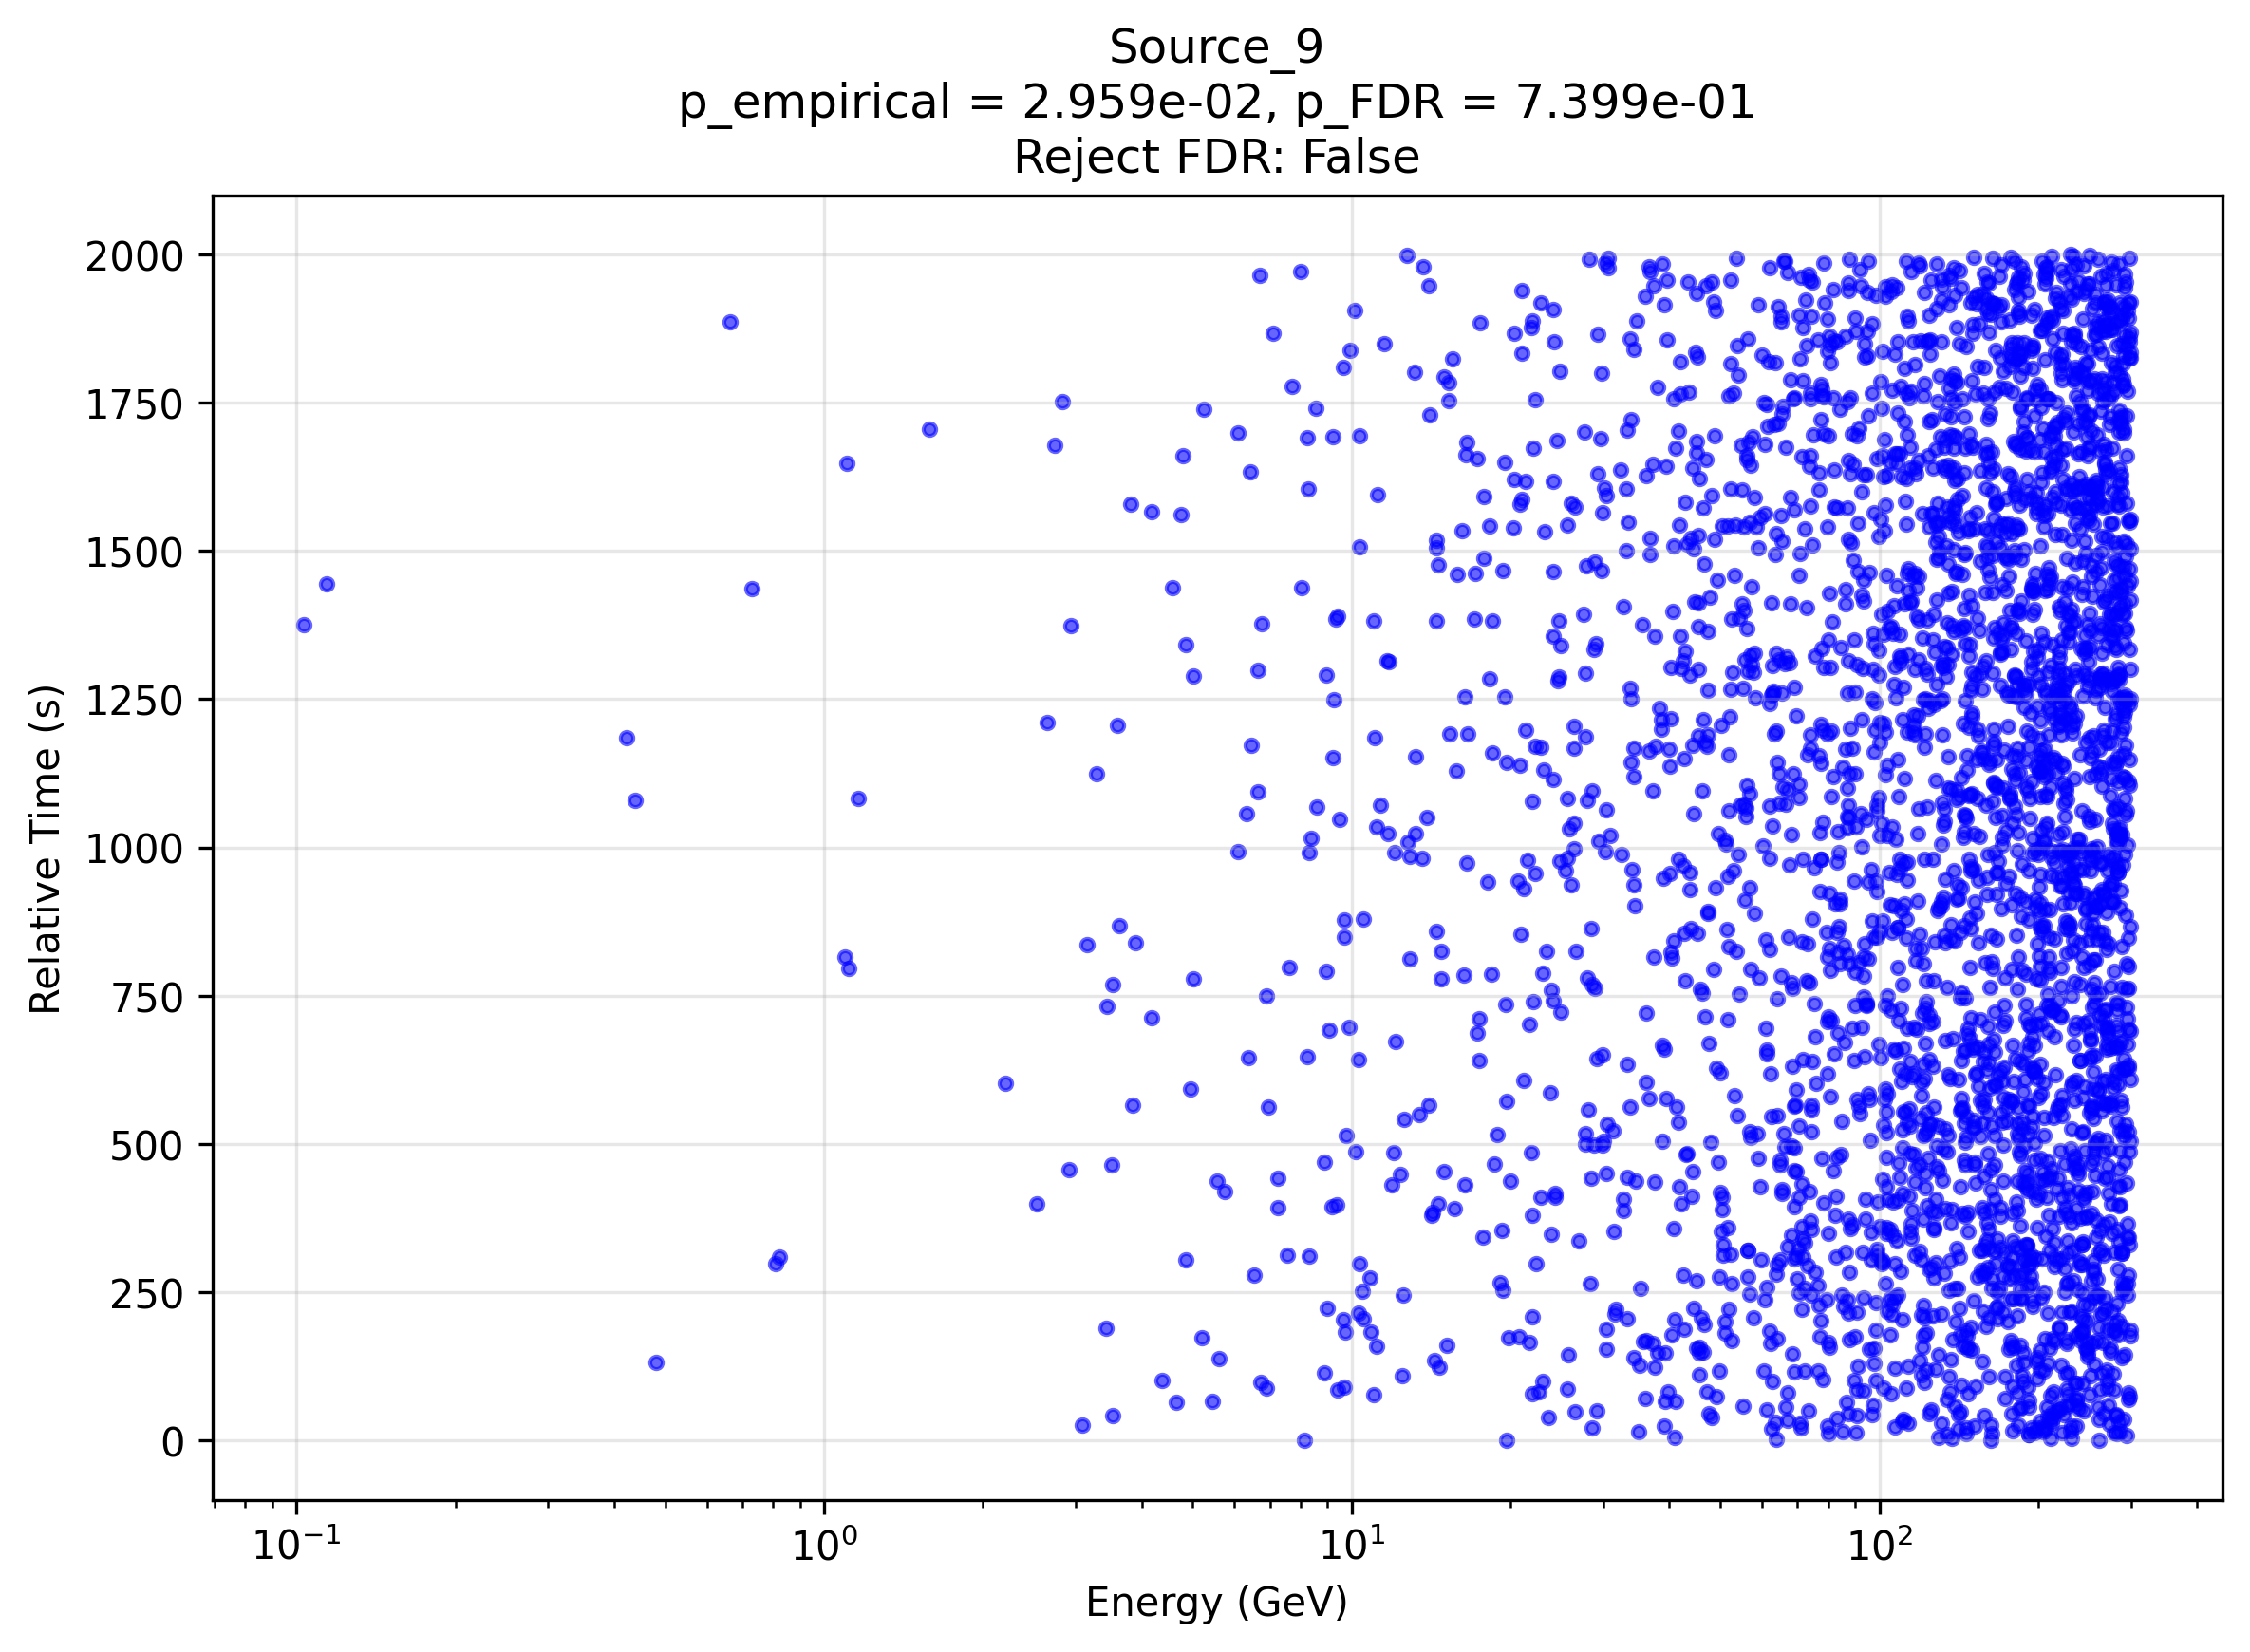 Source_9
p_empirical = 2.959e-02, p_FDR = 7.399e-01
Reject FDR: False
2000
1750
1500
1250
1000
750
500
250
0
Relative Time (s)
10⁻¹ 10⁰ 10¹ 10²
Energy (GeV)